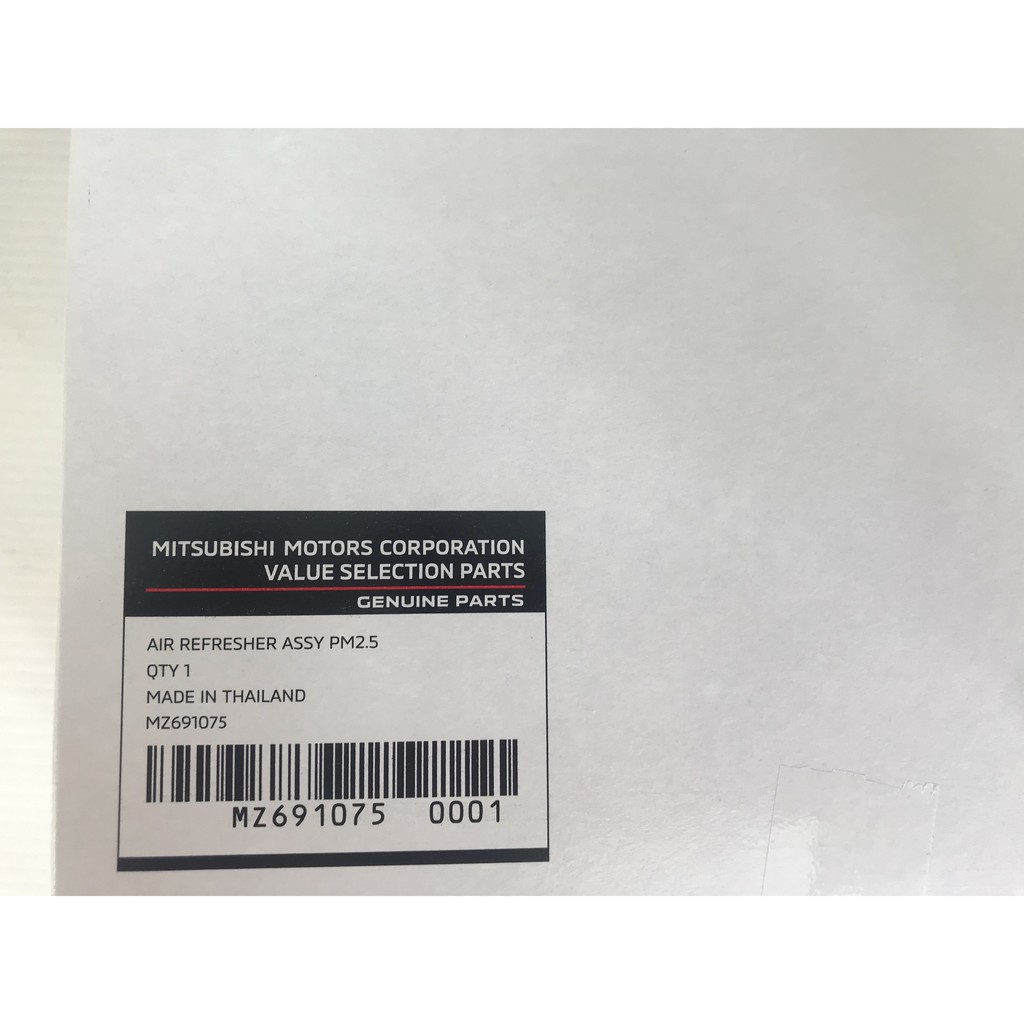 MITSUBISHI MOTORS CORPORATION
VALUE SELECTION PARTS
GENUINE PARTS
AIR REFRESHER ASSY PM2.5
QTY 1
MADE IN THAILAND
MZ691075
MZ691075 0001